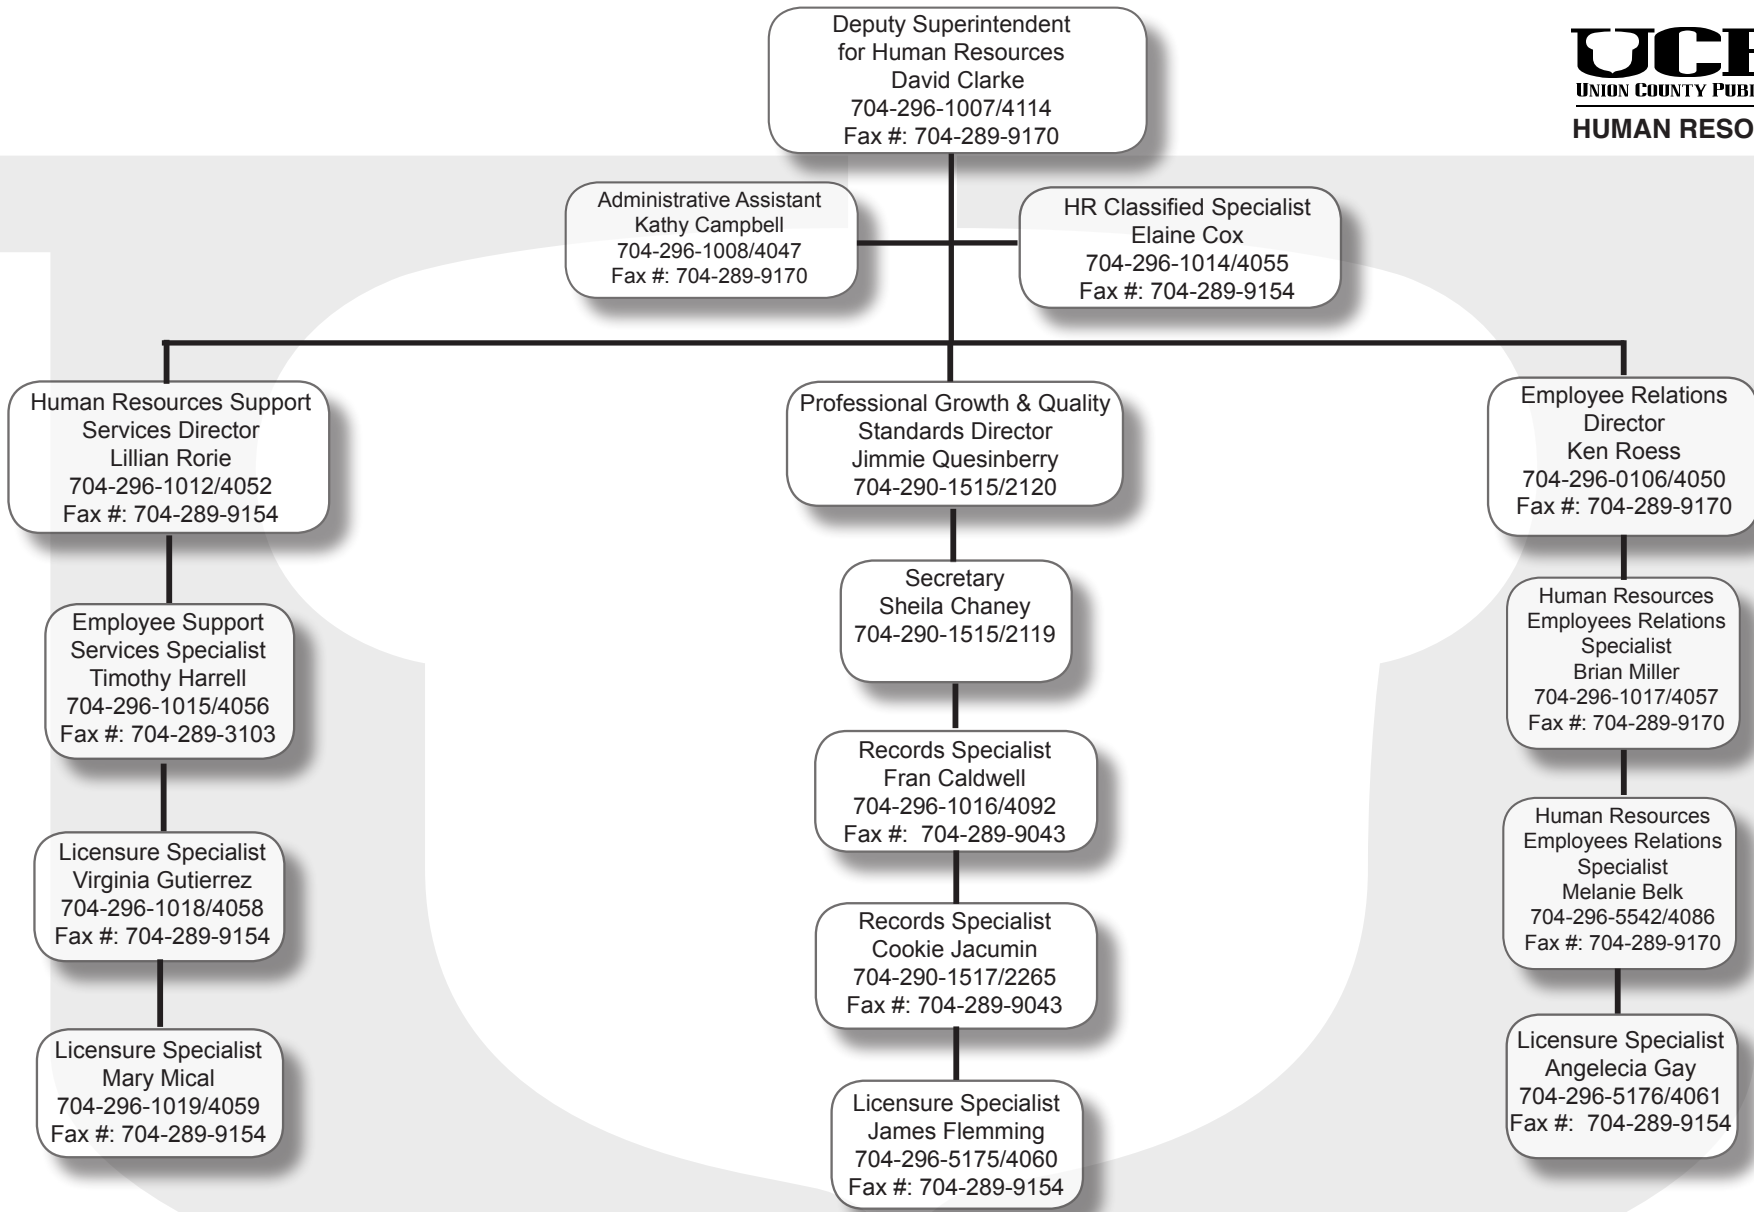 Deputy Superintendent
for Human Resources
David Clarke
704-296-1007/4114
Fax #: 704-289-9170
UNION COUNTY
HUMAN
Administrative Assistant
Kathy Campbell
704-296-1008/4047
Fax #: 704-289-9170
HR Classified Specialist
Elaine Cox
704-296-1014/4055
Fax #: 704-289-9154
Human Resources Support
Services Director
Lillian Rorie
704-296-1012/4052
Fax #: 704-289-9154
Employee Support
Services Specialist
Timothy Harrell
704-296-1015/4056
Fax #: 704-289-3103
Licensure Specialist
Virginia Gutierrez
704-296-1018/4058
Fax #: 704-289-9154
Licensure Specialist
Mary Mical
704-296-1019/4059
Fax #: 704-289-9154
Professional Growth & Quality
Standards Director
Jimmie Quesinberry
704-290-1515/2120
Secretary
Sheila Chaney
704-290-1515/2119
Records Specialist
Fran Caldwell
704-296-1016/4092
Fax #: 704-289-9043
Records Specialist
Cookie Jacumin
704-290-1517/2265
Fax #: 704-289-9043
Licensure Specialist
James Flemming
704-296-5175/4060
Fax #: 704-289-9154
Employee Relations
Director
Ken Roess
704-296-0106/4050
Fax #: 704-289-9170
Human Resources
Employees Relations
Specialist
Brian Miller
704-296-1017/4057
Fax #: 704-289-9170
Human Resources
Employees Relations
Specialist
Melanie Belk
704-296-5542/4086
Fax #: 704-289-9170
Licensure Specialist
Angelecia Gay
704-296-5176/4061
Fax #: 704-289-9154